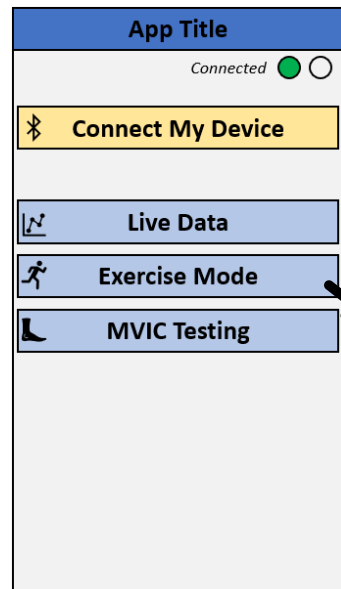 App Title
Connected
Connect My Device
Live Data
Exercise Mode
MVIC Testing